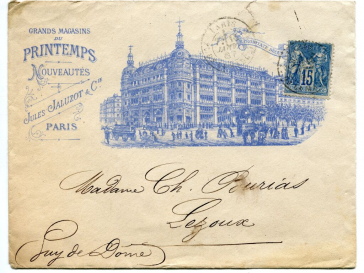 GRANDS MAGASINS
DU
PRINTEMPS
NOUVEAUTÉS
JULES JALUZOT & Cie
PARIS
15
Madame Ch. Burias
Lezoux
Puy de Dôme